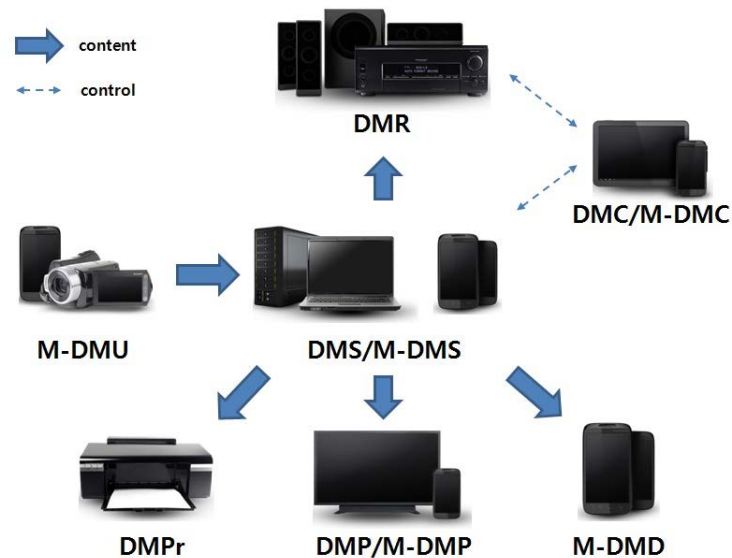 content
control
DMR
DMC/M-DMC
M-DMU
DMS/M-DMS
DMPr
DMP/M-DMP
M-DMD